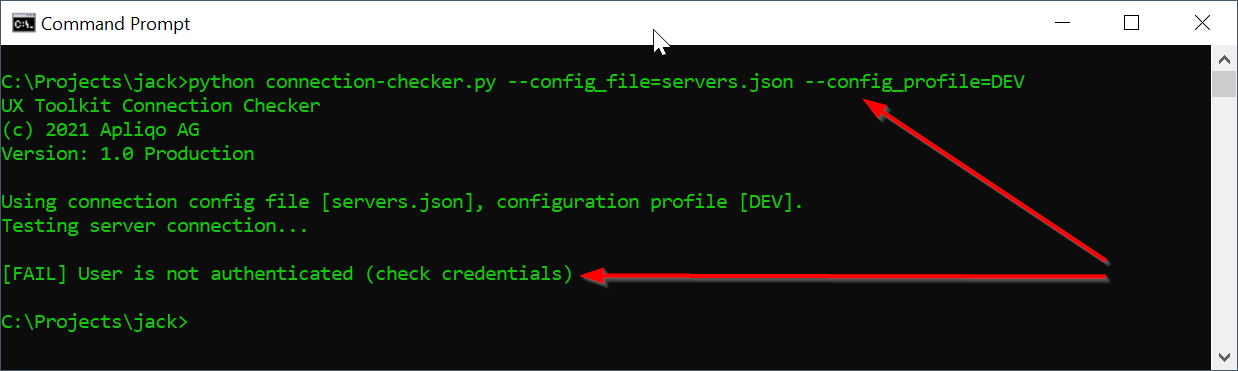 Command Prompt
C:\Projects\jack>python connection-checker.py --config_file=servers.json --config_profile=DEV
UX Toolkit Connection Checker
(c) 2021 Apliqo AG
Version: 1.0 Production
Using connection config file [servers.json], configuration profile [DEV].
Testing server connection...
[FAIL] User is not authenticated (check credentials)
C:\Projects\jack>